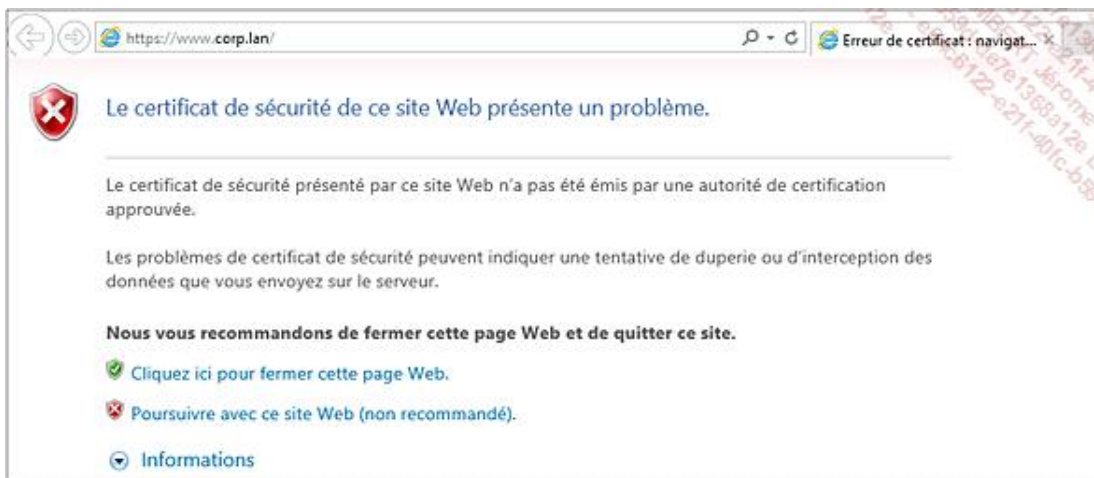 https://www.corp.lan/
Erreur de certificat : navigat...
Le certificat de sécurité de ce site Web présente un problème.
Le certificat de sécurité présenté par ce site Web n'a pas été émis par une autorité de certification
approuvée.
Les problèmes de certificat de sécurité peuvent indiquer une tentative de duperie ou d'interception des
données que vous envoyez sur le serveur.
Nous vous recommandons de fermer cette page Web et de quitter ce site.
Cliquez ici pour fermer cette page Web.
Poursuivre avec ce site Web (non recommandé).
Informations